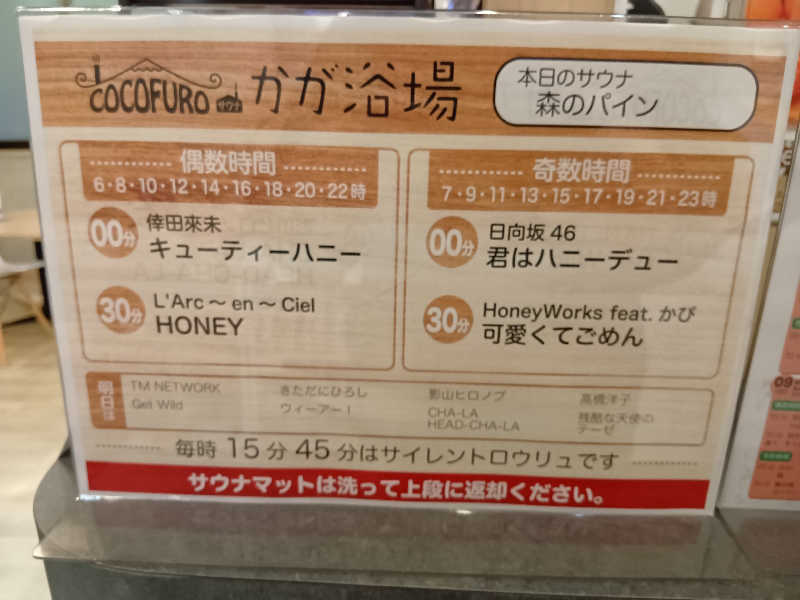 COCOFURO かが浴場
本日のサウナ
森のパイン
偶数時間
6・8・10・12・14・16・18・20・22時
00分
倖田來未
キューティーハニー
30分
L'Arc～en～Ciel
HONEY
奇数時間
7・9・11・13・15・17・19・21・23時
00分
日向坂46
君はハニーデュー
30分
HoneyWorks feat. かぴ
可愛くてごめん
明日は
TM NETWORK
Get Wild
きただにひろし
ウィーアー！
影山ヒロノブ
CHA-LA
HEAD-CHA-LA
高橋洋子
残酷な天使の
テーゼ
毎時 15分 45分はサイレントロウリュです
サウナマットは洗って上段に返却ください。
09